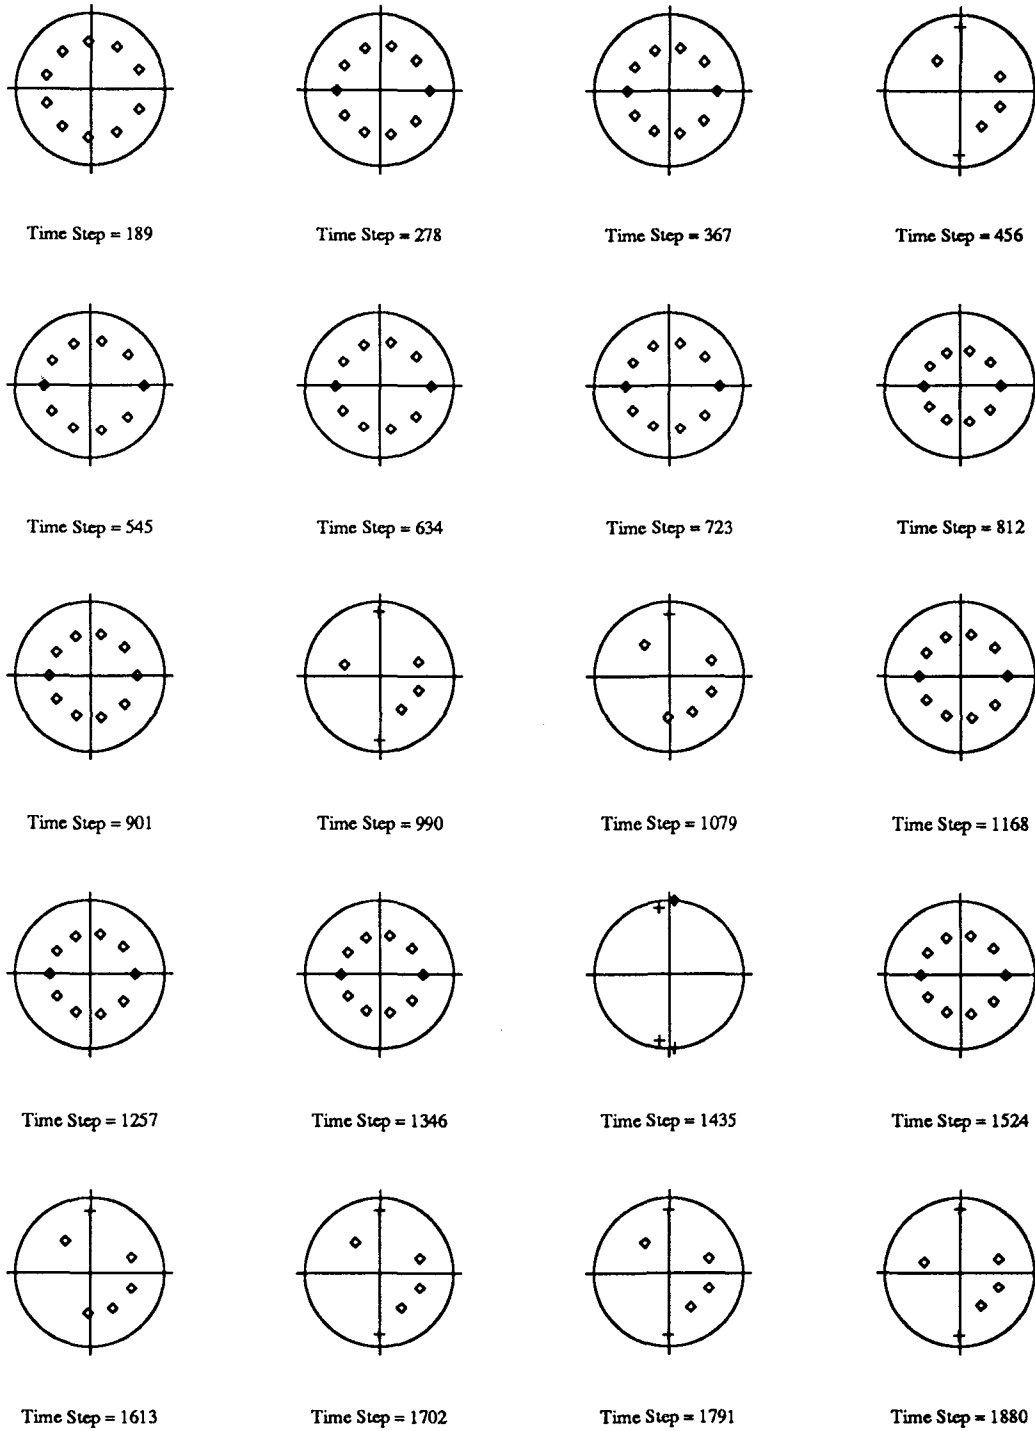 Time Step = 189
Time Step = 278
Time Step = 367
Time Step = 456
Time Step = 545
Time Step = 634
Time Step = 723
Time Step = 812
Time Step = 901
Time Step = 990
Time Step = 1079
Time Step = 1168
Time Step = 1257
Time Step = 1346
Time Step = 1435
Time Step = 1524
Time Step = 1613
Time Step = 1702
Time Step = 1791
Time Step = 1880